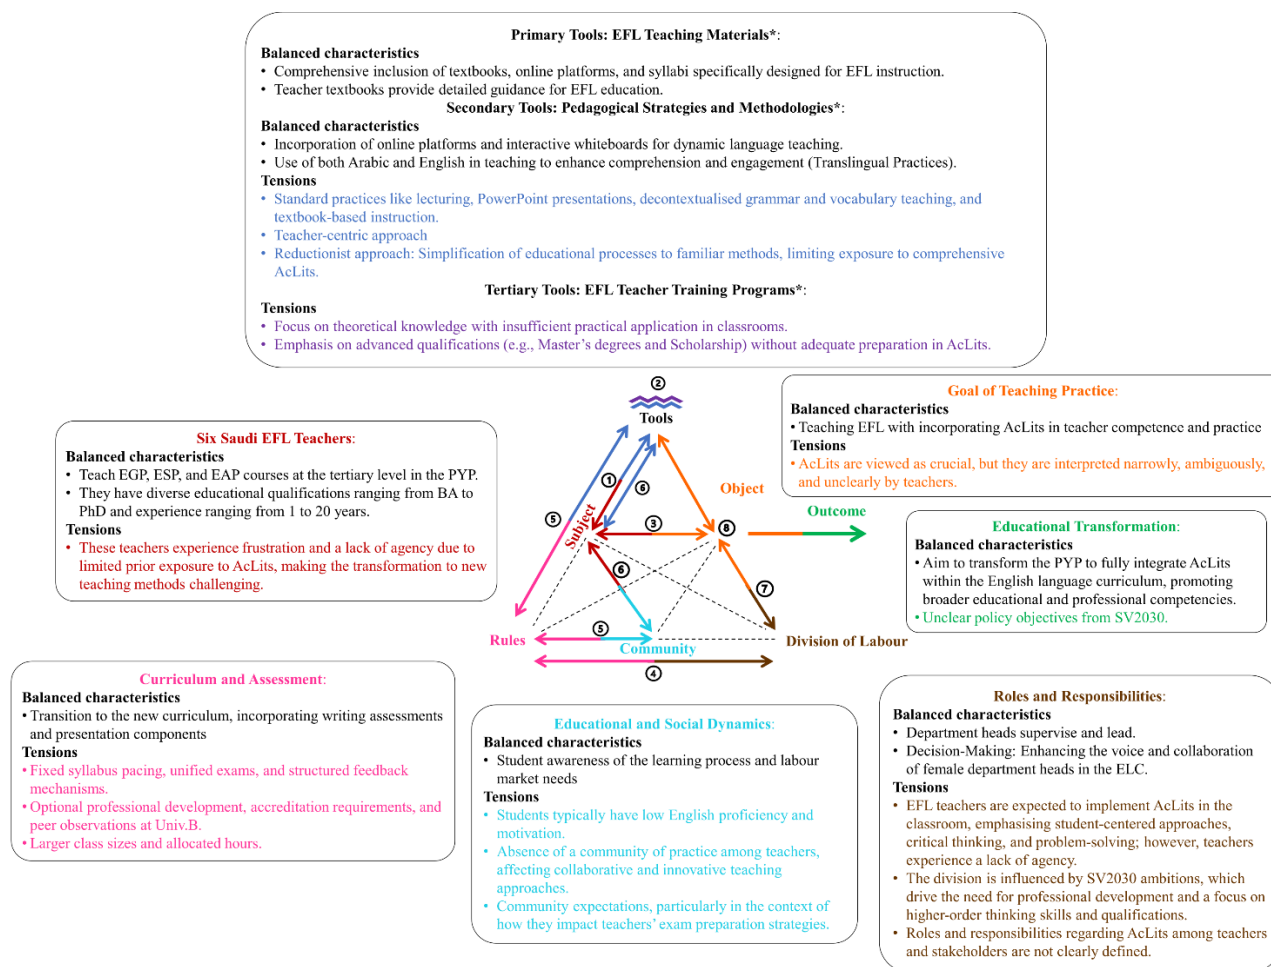 Primary Tools: EFL Teaching Materials*:
Balanced characteristics
• Comprehensive inclusion of textbooks, online platforms, and syllabi specifically designed for EFL instruction.
• Teacher textbooks provide detailed guidance for EFL education.
Secondary Tools: Pedagogical Strategies and Methodologies*:
Balanced characteristics
• Incorporation of online platforms and interactive whiteboards for dynamic language teaching.
• Use of both Arabic and English in teaching to enhance comprehension and engagement (Translingual Practices).
Tensions
• Standard practices like lecturing, PowerPoint presentations, decontextualised grammar and vocabulary teaching, and
textbook-based instruction.
• Teacher-centric approach
• Reductionist approach: Simplification of educational processes to familiar methods, limiting exposure to comprehensive
AcLits.
Tertiary Tools: EFL Teacher Training Programs*:
Tensions
• Focus on theoretical knowledge with insufficient practical application in classrooms.
• Emphasis on advanced qualifications (e.g., Master's degrees and Scholarship) without adequate preparation in AcLits.
Six Saudi EFL Teachers:
Balanced characteristics
• Teach EGP, ESP, and EAP courses at the tertiary level in the PYP.
• They have diverse educational qualifications ranging from BA to
PhD and experience ranging from 1 to 20 years.
Tensions
• These teachers experience frustration and a lack of agency due to
limited prior exposure to AcLits, making the transformation to new
teaching methods challenging.
②
Tools
①
⑥
⑤
Subject
③
Object
⑧
Outcome
⑥
⑦
Rules
⑤
Community
Division of Labour
④
Goal of Teaching Practice:
Balanced characteristics
• Teaching EFL with incorporating AcLits in teacher competence and practice
Tensions
• AcLits are viewed as crucial, but they are interpreted narrowly, ambiguously,
and unclearly by teachers.
Educational Transformation:
Balanced characteristics
• Aim to transform the PYP to fully integrate AcLits
within the English language curriculum, promoting
broader educational and professional competencies.
• Unclear policy objectives from SV2030.
Curriculum and Assessment:
Balanced characteristics
• Transition to the new curriculum, incorporating writing assessments
and presentation components
Tensions
• Fixed syllabus pacing, unified exams, and structured feedback
mechanisms.
• Optional professional development, accreditation requirements, and
peer observations at Univ.B.
• Larger class sizes and allocated hours.
Educational and Social Dynamics:
Balanced characteristics
• Student awareness of the learning process and labour
market needs
Tensions
• Students typically have low English proficiency and
motivation.
• Absence of a community of practice among teachers,
affecting collaborative and innovative teaching
approaches.
• Community expectations, particularly in the context of
how they impact teachers' exam preparation strategies.
Roles and Responsibilities:
Balanced characteristics
• Department heads supervise and lead.
• Decision-Making: Enhancing the voice and collaboration
of female department heads in the ELC.
Tensions
• EFL teachers are expected to implement AcLits in the
classroom, emphasising student-centered approaches,
critical thinking, and problem-solving; however, teachers
experience a lack of agency.
• The division is influenced by SV2030 ambitions, which
drive the need for professional development and a focus on
higher-order thinking skills and qualifications.
• Roles and responsibilities regarding AcLits among teachers
and stakeholders are not clearly defined.